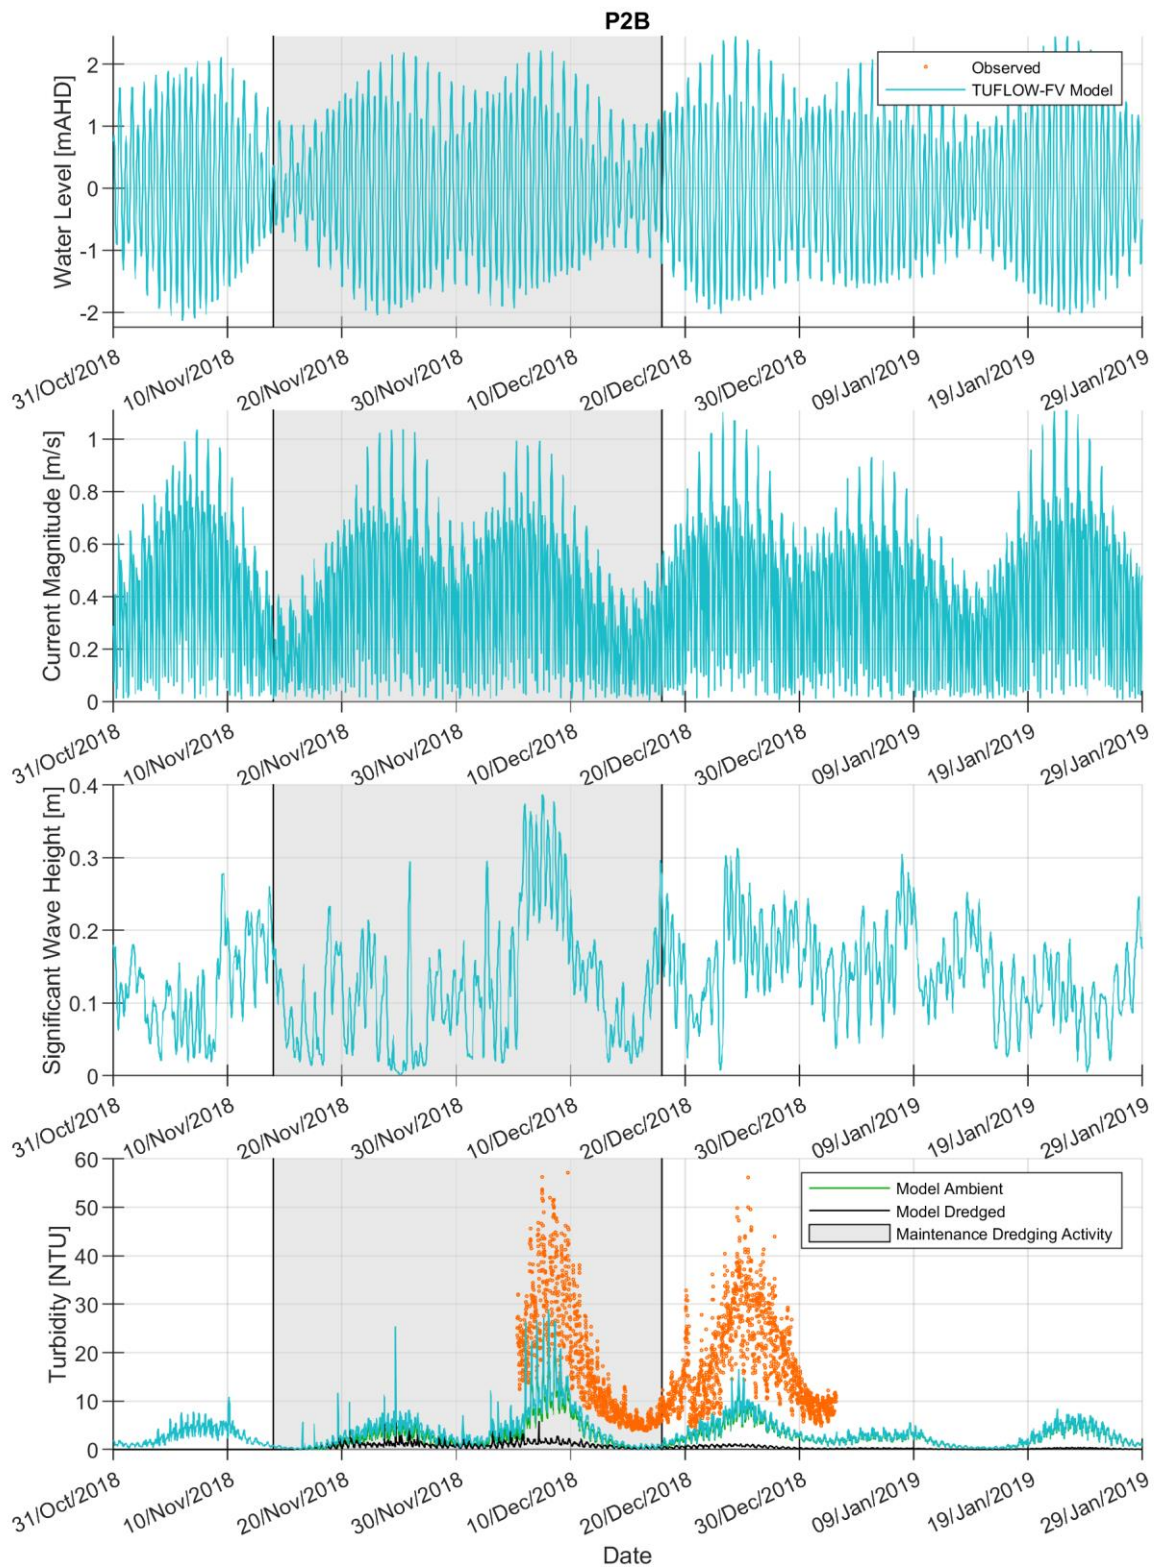 P2B
Water Level [mAHD]
2
1
0
-1
-2
Observed
TUFLOW-FV Model
31/Oct/2018
10/Nov/2018
20/Nov/2018
30/Nov/2018
10/Dec/2018
20/Dec/2018
30/Dec/2018
09/Jan/2019
19/Jan/2019
29/Jan/2019
Current Magnitude [m/s]
1
0.8
0.6
0.4
0.2
0
31/Oct/2018
10/Nov/2018
20/Nov/2018
30/Nov/2018
10/Dec/2018
20/Dec/2018
30/Dec/2018
09/Jan/2019
19/Jan/2019
29/Jan/2019
Significant Wave Height [m]
0.4
0.3
0.2
0.1
0
31/Oct/2018
10/Nov/2018
20/Nov/2018
30/Nov/2018
10/Dec/2018
20/Dec/2018
30/Dec/2018
09/Jan/2019
19/Jan/2019
29/Jan/2019
Turbidity [NTU]
60
50
40
30
20
10
0
Model Ambient
Model Dredged
Maintenance Dredging Activity
31/Oct/2018
10/Nov/2018
20/Nov/2018
30/Nov/2018
10/Dec/2018
20/Dec/2018
30/Dec/2018
09/Jan/2019
19/Jan/2019
29/Jan/2019
Date